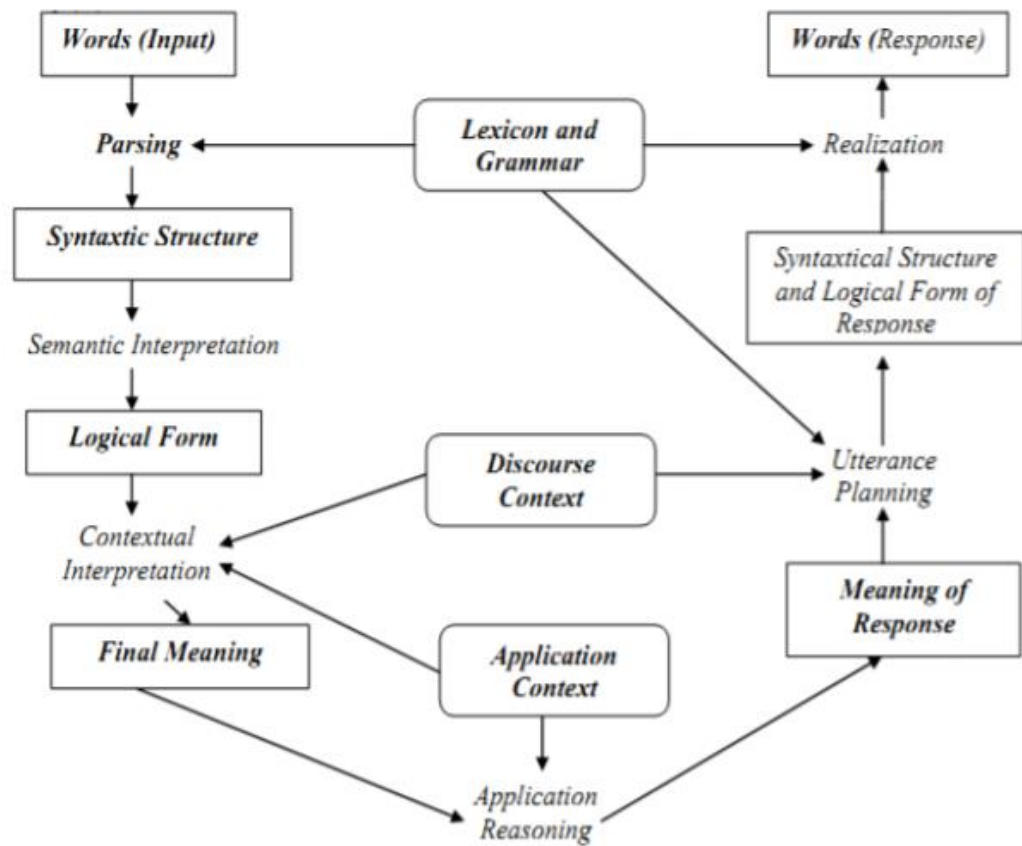 Words (Input)
Words (Response)
Parsing
Lexicon and
Grammar
Realization
Syntaxtic Structure
Syntaxtical Structure
and Logical Form of
Response
Semantic Interpretation
Logical Form
Discourse
Context
Utterance
Planning
Contextual
Interpretation
Meaning of
Response
Final Meaning
Application
Context
Application
Reasoning